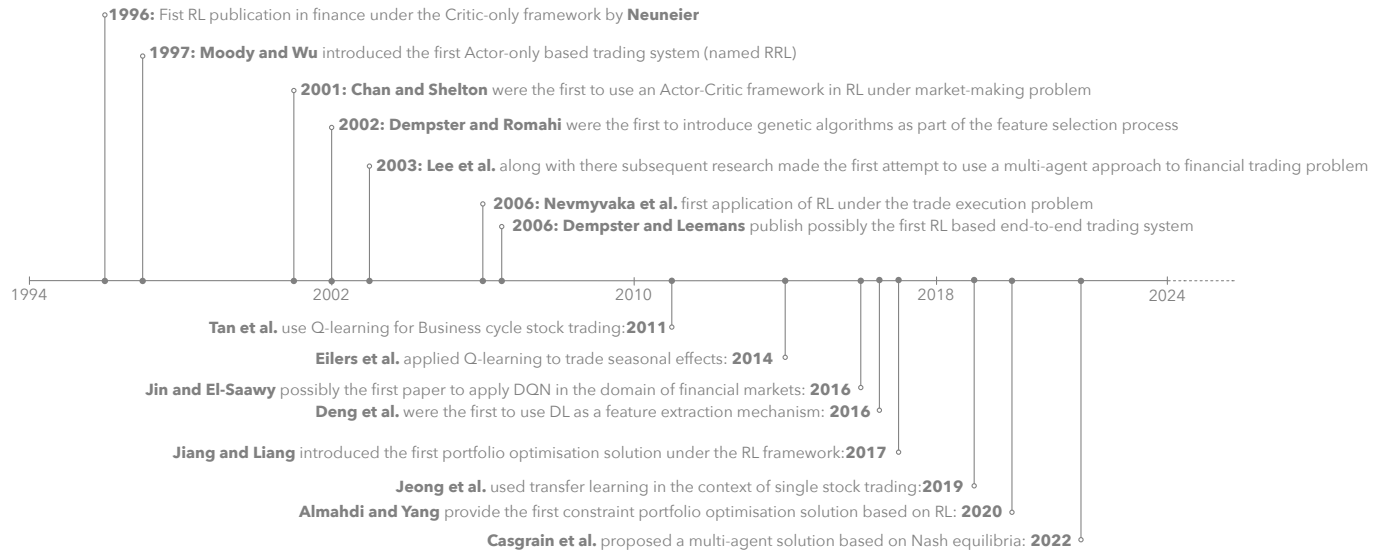 1996: Fist RL publication in finance under the Critic-only framework by Neuneier
1997: Moody and Wu introduced the first Actor-only based trading system (named RRL)
2001: Chan and Shelton were the first to use an Actor-Critic framework in RL under market-making problem
2002: Dempster and Romahi were the first to introduce genetic algorithms as part of the feature selection process
2003: Lee et al. along with there subsequent research made the first attempt to use a multi-agent approach to financial trading problem
2006: Nevmyvaka et al. first application of RL under the trade execution problem
2006: Dempster and Leemans publish possibly the first RL based end-to-end trading system
1994 2002 2010 2018 2024
Tan et al. use Q-learning for Business cycle stock trading:2011
Eilers et al. applied Q-learning to trade seasonal effects: 2014
Jin and El-Saawy possibly the first paper to apply DQN in the domain of financial markets: 2016
Deng et al. were the first to use DL as a feature extraction mechanism: 2016
Jiang and Liang introduced the first portfolio optimisation solution under the RL framework:2017
Jeong et al. used transfer learning in the context of single stock trading:2019
Almahdi and Yang provide the first constraint portfolio optimisation solution based on RL: 2020
Casgrain et al. proposed a multi-agent solution based on Nash equilibria: 2022